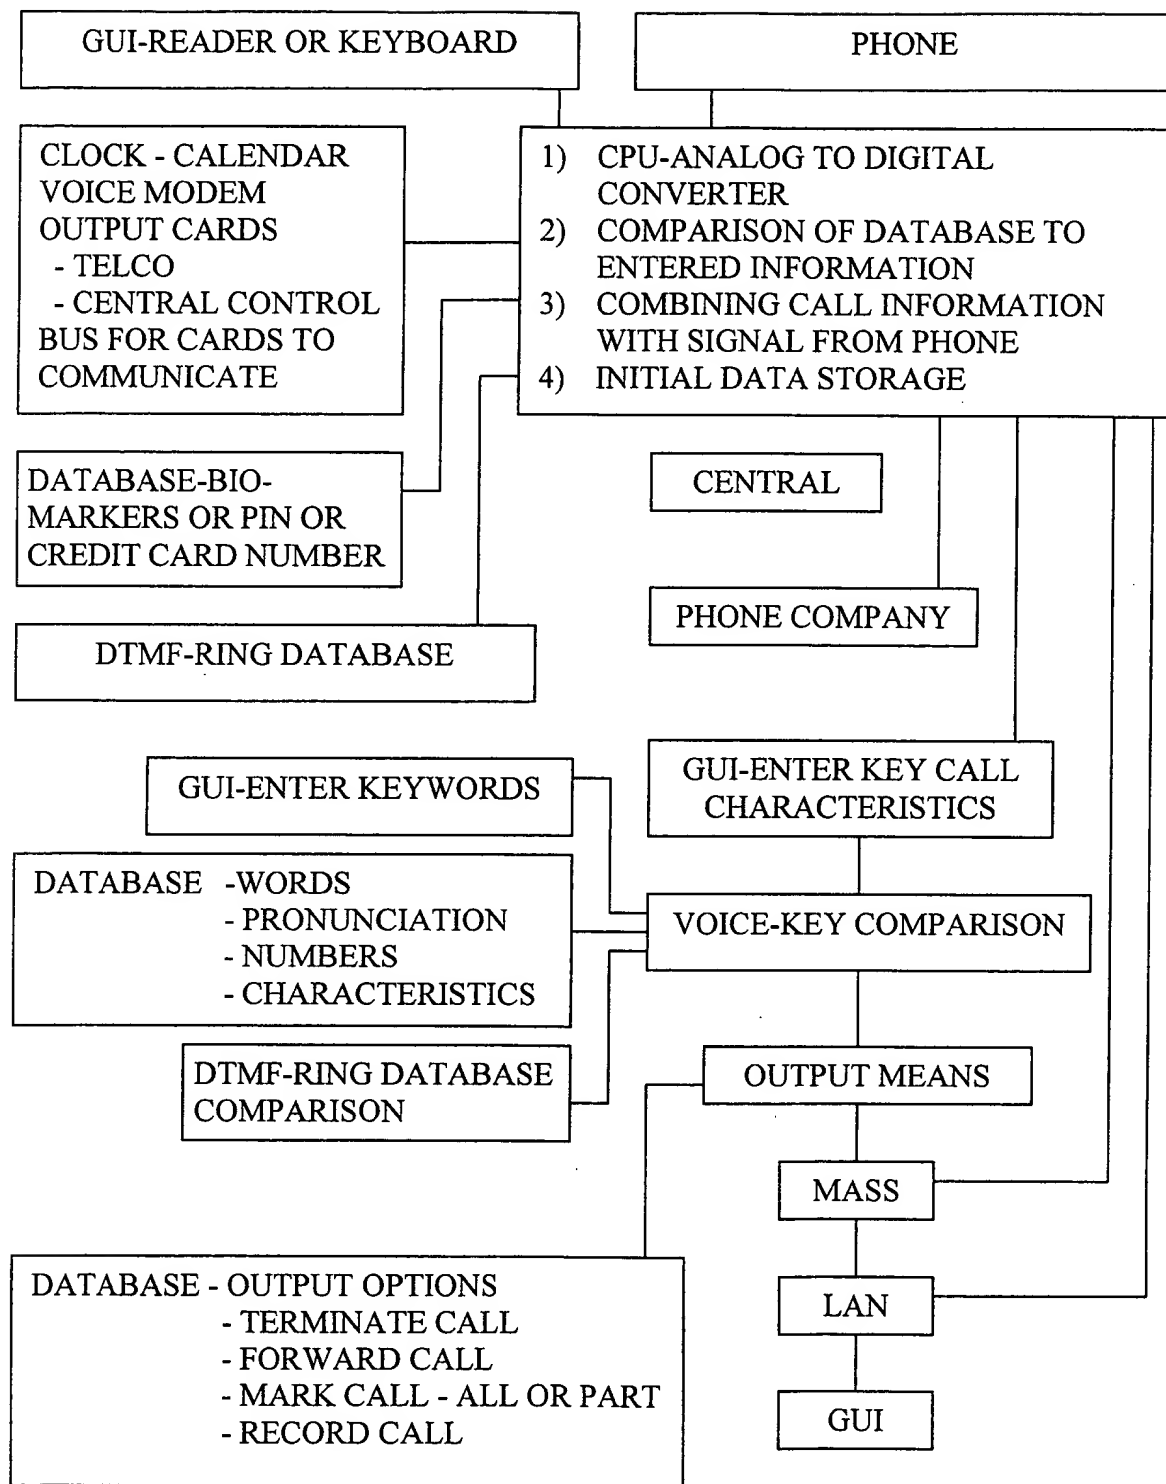 GUI-READER OR KEYBOARD
PHONE
CLOCK - CALENDAR
VOICE MODEM
OUTPUT CARDS
- TELCO
- CENTRAL CONTROL
BUS FOR CARDS TO
COMMUNICATE
1) CPU-ANALOG TO DIGITAL
CONVERTER
2) COMPARISON OF DATABASE TO
ENTERED INFORMATION
3) COMBINING CALL INFORMATION
WITH SIGNAL FROM PHONE
4) INITIAL DATA STORAGE
DATABASE-BIO-
MARKERS OR PIN OR
CREDIT CARD NUMBER
CENTRAL
PHONE COMPANY
DTMF-RING DATABASE
GUI-ENTER KEYWORDS
GUI-ENTER KEY CALL
CHARACTERISTICS
DATABASE -WORDS
- PRONUNCIATION
- NUMBERS
- CHARACTERISTICS
VOICE-KEY COMPARISON
DTMF-RING DATABASE
COMPARISON
OUTPUT MEANS
MASS
DATABASE - OUTPUT OPTIONS
- TERMINATE CALL
- FORWARD CALL
- MARK CALL - ALL OR PART
- RECORD CALL
LAN
GUI